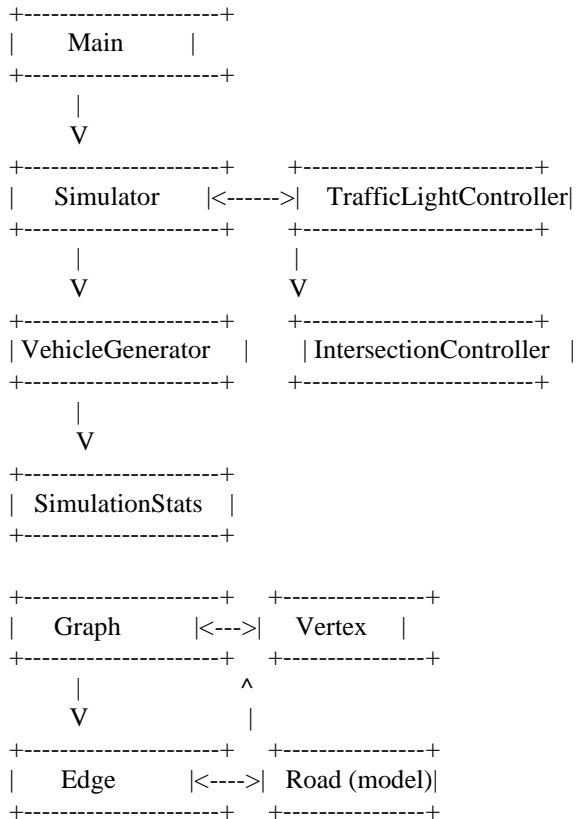 +---------------------+
| Main |
+---------------------+
|
V
+---------------------+ +-------------------------+
| Simulator |<------>| TrafficLightController|
+---------------------+ +-------------------------+
| |
V V
+---------------------+ +-------------------------+
| VehicleGenerator | | IntersectionController |
+---------------------+ +-------------------------+
|
V
+---------------------+
| SimulationStats |
+---------------------+
+---------------------+ +---------------+
| Graph |<--->| Vertex |
+---------------------+ +---------------+
| ^
V |
+---------------------+ +---------------+
| Edge |<---->| Road (model)|
+---------------------+ +---------------+